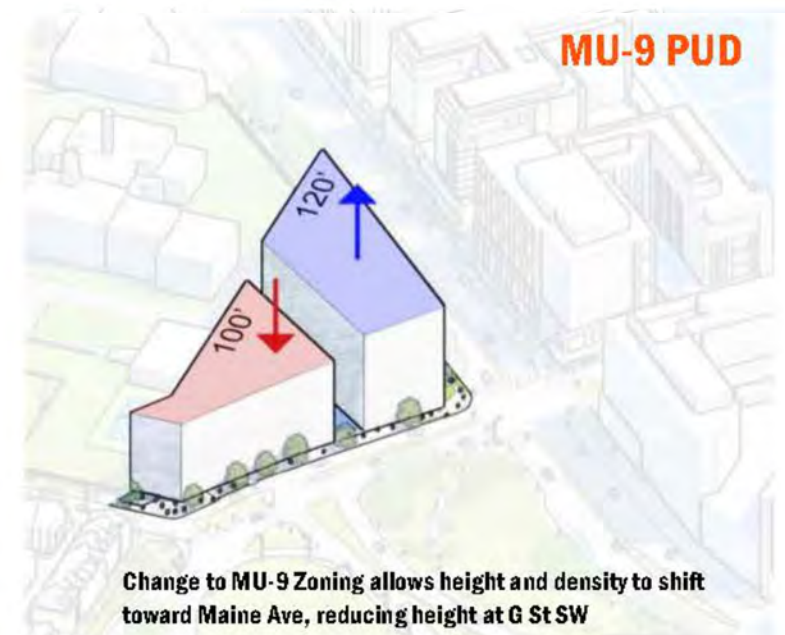 MU-9 PUD
120'
100'
Change to MU-9 Zoning allows height and density to shift
toward Maine Ave, reducing height at G St SW